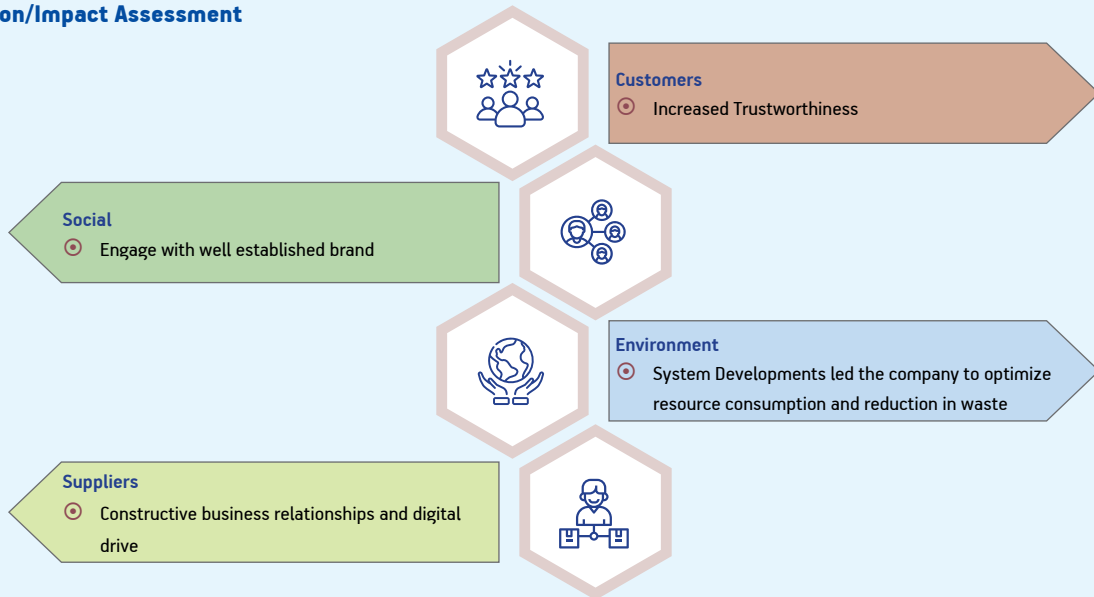 on/Impact Assessment
Customers
Increased Trustworthiness
Social
Engage with well established brand
Environment
System Developments led the company to optimize
resource consumption and reduction in waste
Suppliers
Constructive business relationships and digital
drive